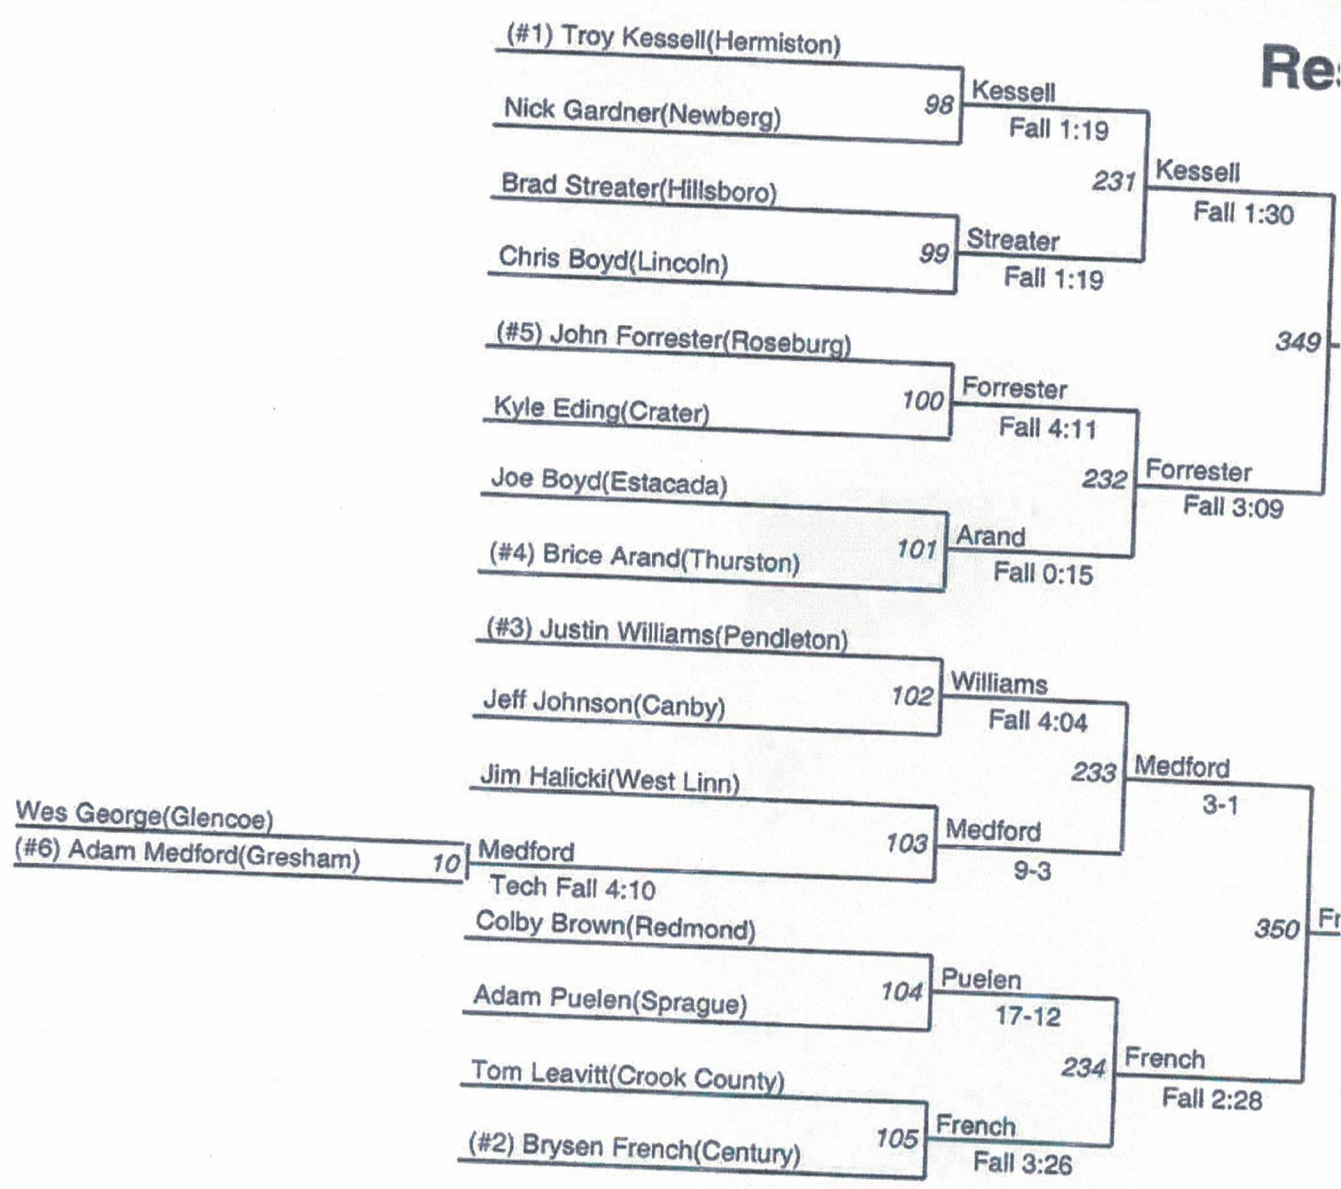 (#1) Troy Kessell(Hermiston)
Re
98
Kessell
Nick Gardner(Newberg)
Fall 1:19
231
Kessell
Brad Streater(Hillsboro)
Fall 1:30
99
Streater
Chris Boyd(Lincoln)
Fall 1:19
(#5) John Forrester(Roseburg)
349
100
Forrester
Kyle Eding(Crater)
Fall 4:11
232
Forrester
Joe Boyd(Estacada)
Fall 3:09
101
Arand
(#4) Brice Arand(Thurston)
Fall 0:15
(#3) Justin Williams(Pendleton)
102
Williams
Jeff Johnson(Canby)
Fall 4:04
233
Medford
Jim Halicki(West Linn)
3-1
Wes George(Glencoe)
103
Medford
(#6) Adam Medford(Gresham)
10
Medford
9-3
Tech Fall 4:10
Colby Brown(Redmond)
350
Fr
104
Puelen
Adam Puelen(Sprague)
17-12
234
French
Tom Leavitt(Crook County)
Fall 2:28
105
French
(#2) Brysen French(Century)
Fall 3:26